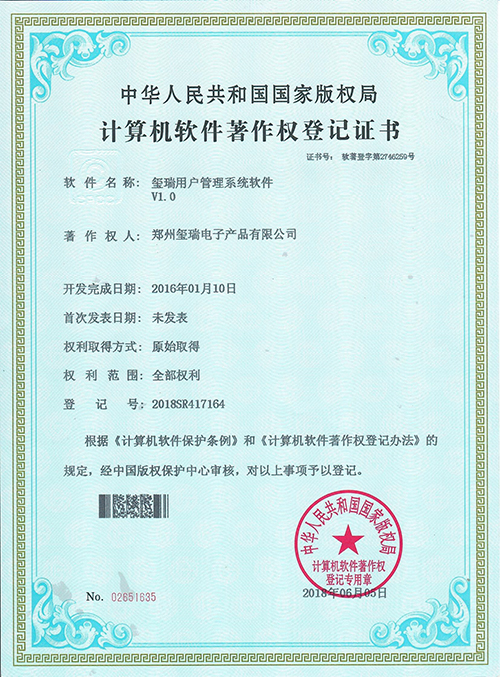 中华人民共和国国家版权局
计算机软件著作权登记证书
证书号: 软著登字第2746259号
软件名称: 玺瑞用户管理系统软件
V1.0
著作权人: 郑州玺瑞电子产品有限公司
开发完成日期: 2016年01月10日
首次发表日期: 未发表
权利取得方式: 原始取得
权利范围: 全部权利
登记号: 2018SR417164
根据《计算机软件保护条例》和《计算机软件著作权登记办法》的
规定，经中国版权保护中心审核，对以上事项予以登记。
中华人民共和国国家版权局
计算机软件著作权
登记专用章
No. 02651635
2018年06月05日